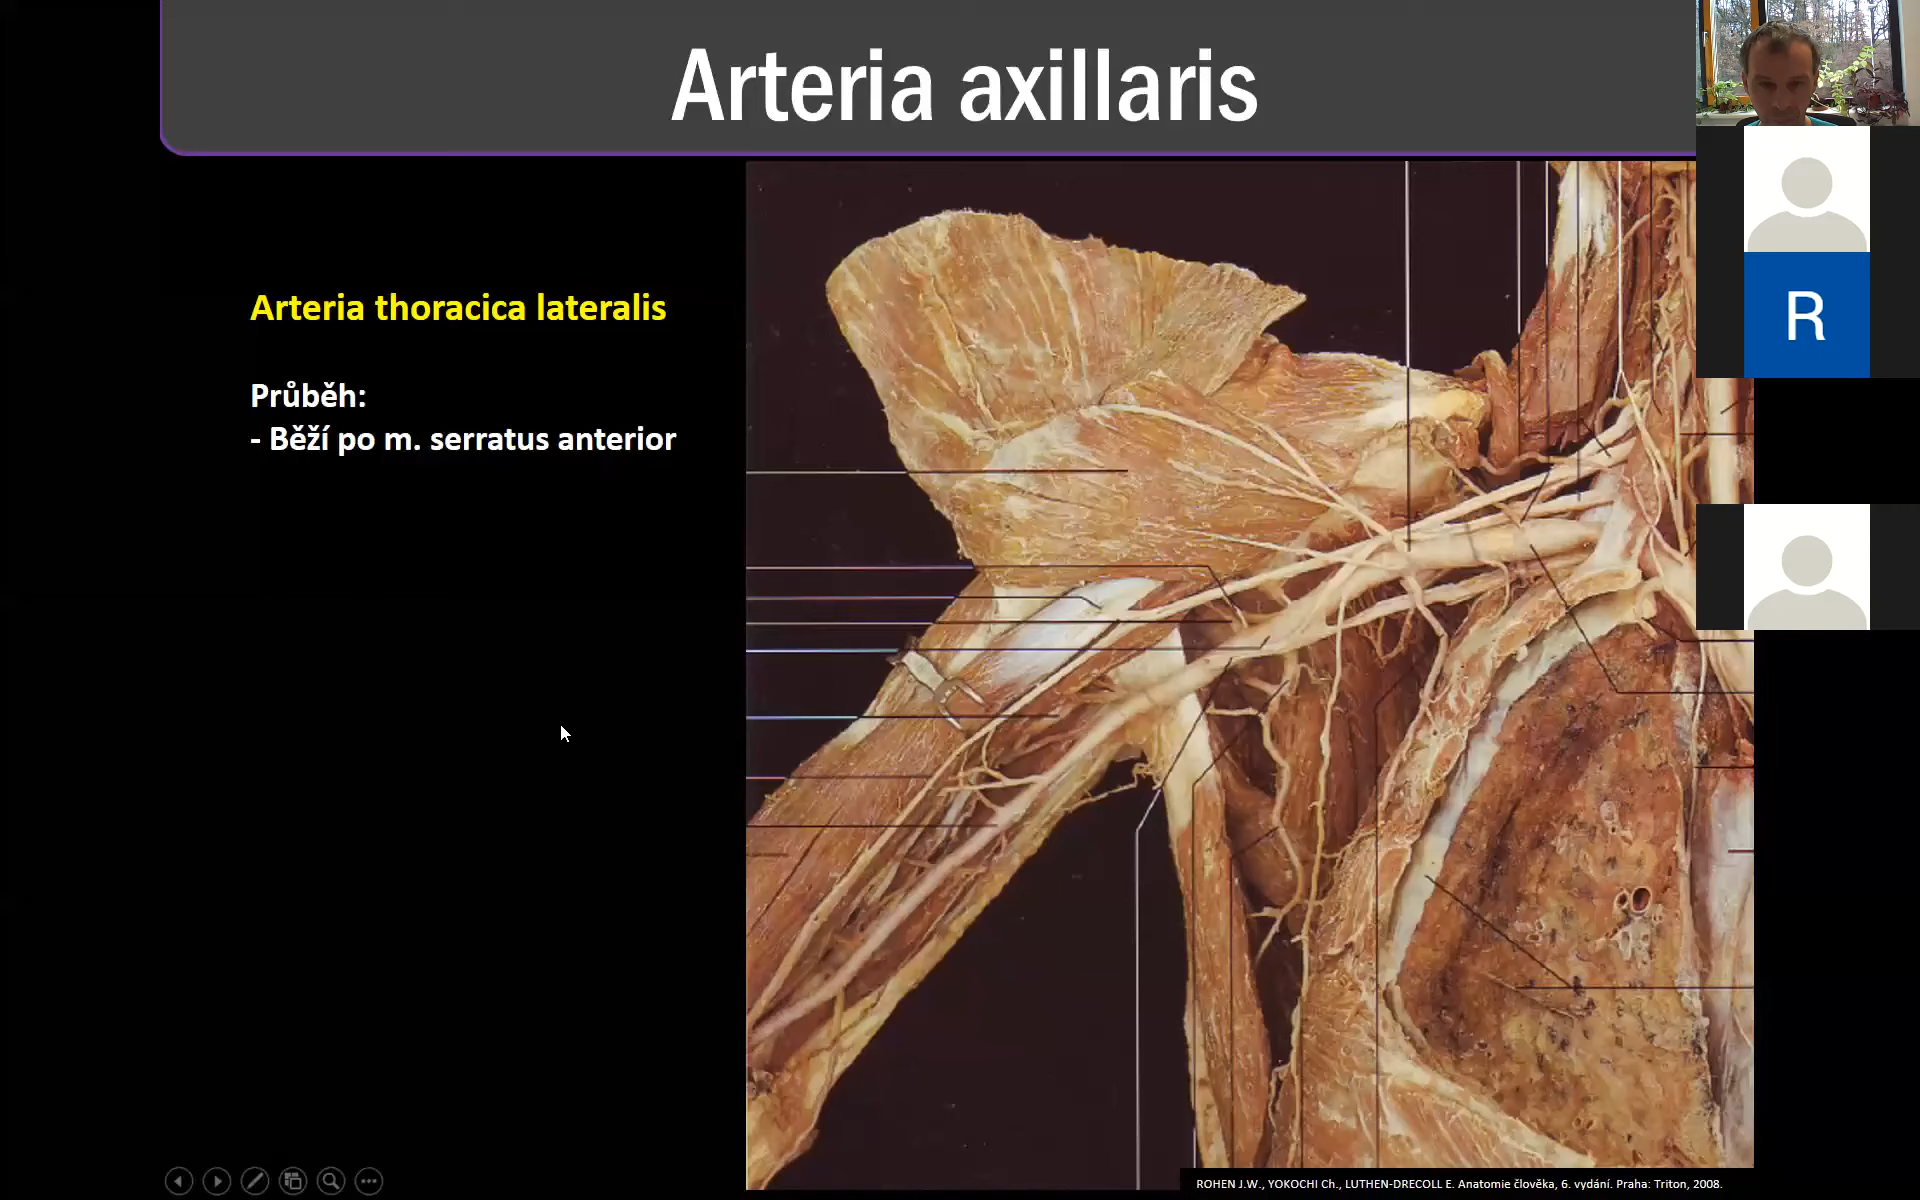 Arteria axillaris
Arteria thoracica lateralis
Průběh:
- Běží po m. serratus anterior
R
ROHEN J.W., YOKOCHI Ch., LUTHEN-DRECOLL E. Anatomie člověka, 6. vydání. Praha: Triton, 2008.